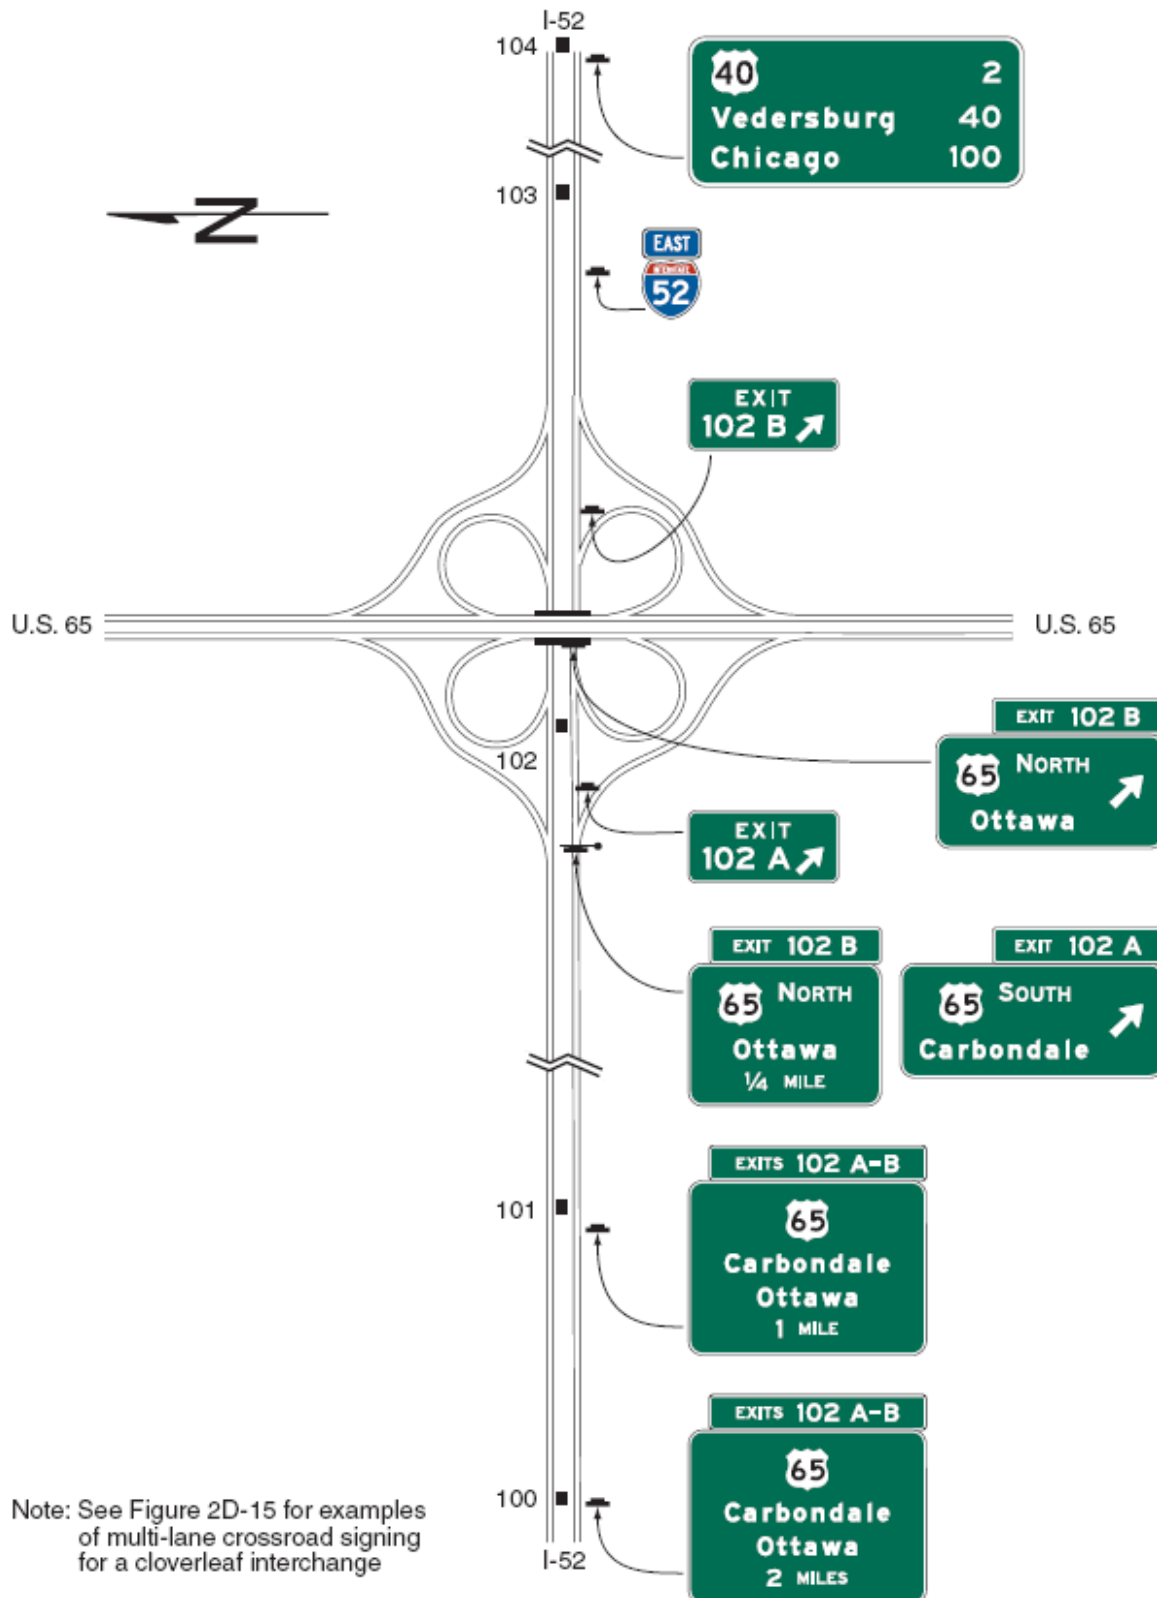 I-52
104
40 2
Vedersburg 40
Chicago 100
103
N
EAST
INTERSTATE
52
EXIT
102 B
U.S. 65
U.S. 65
EXIT 102 B
65 NORTH
Ottawa
102
EXIT
102 A
EXIT 102 B
65 NORTH
Ottawa
1/4 MILE
EXIT 102 A
65 SOUTH
Carbondale
EXITS 102 A-B
65
Carbondale
Ottawa
1 MILE
101
EXITS 102 A-B
65
Carbondale
Ottawa
2 MILES
100
Note: See Figure 2D-15 for examples
of multi-lane crossroad signing
for a cloverleaf interchange
I-52